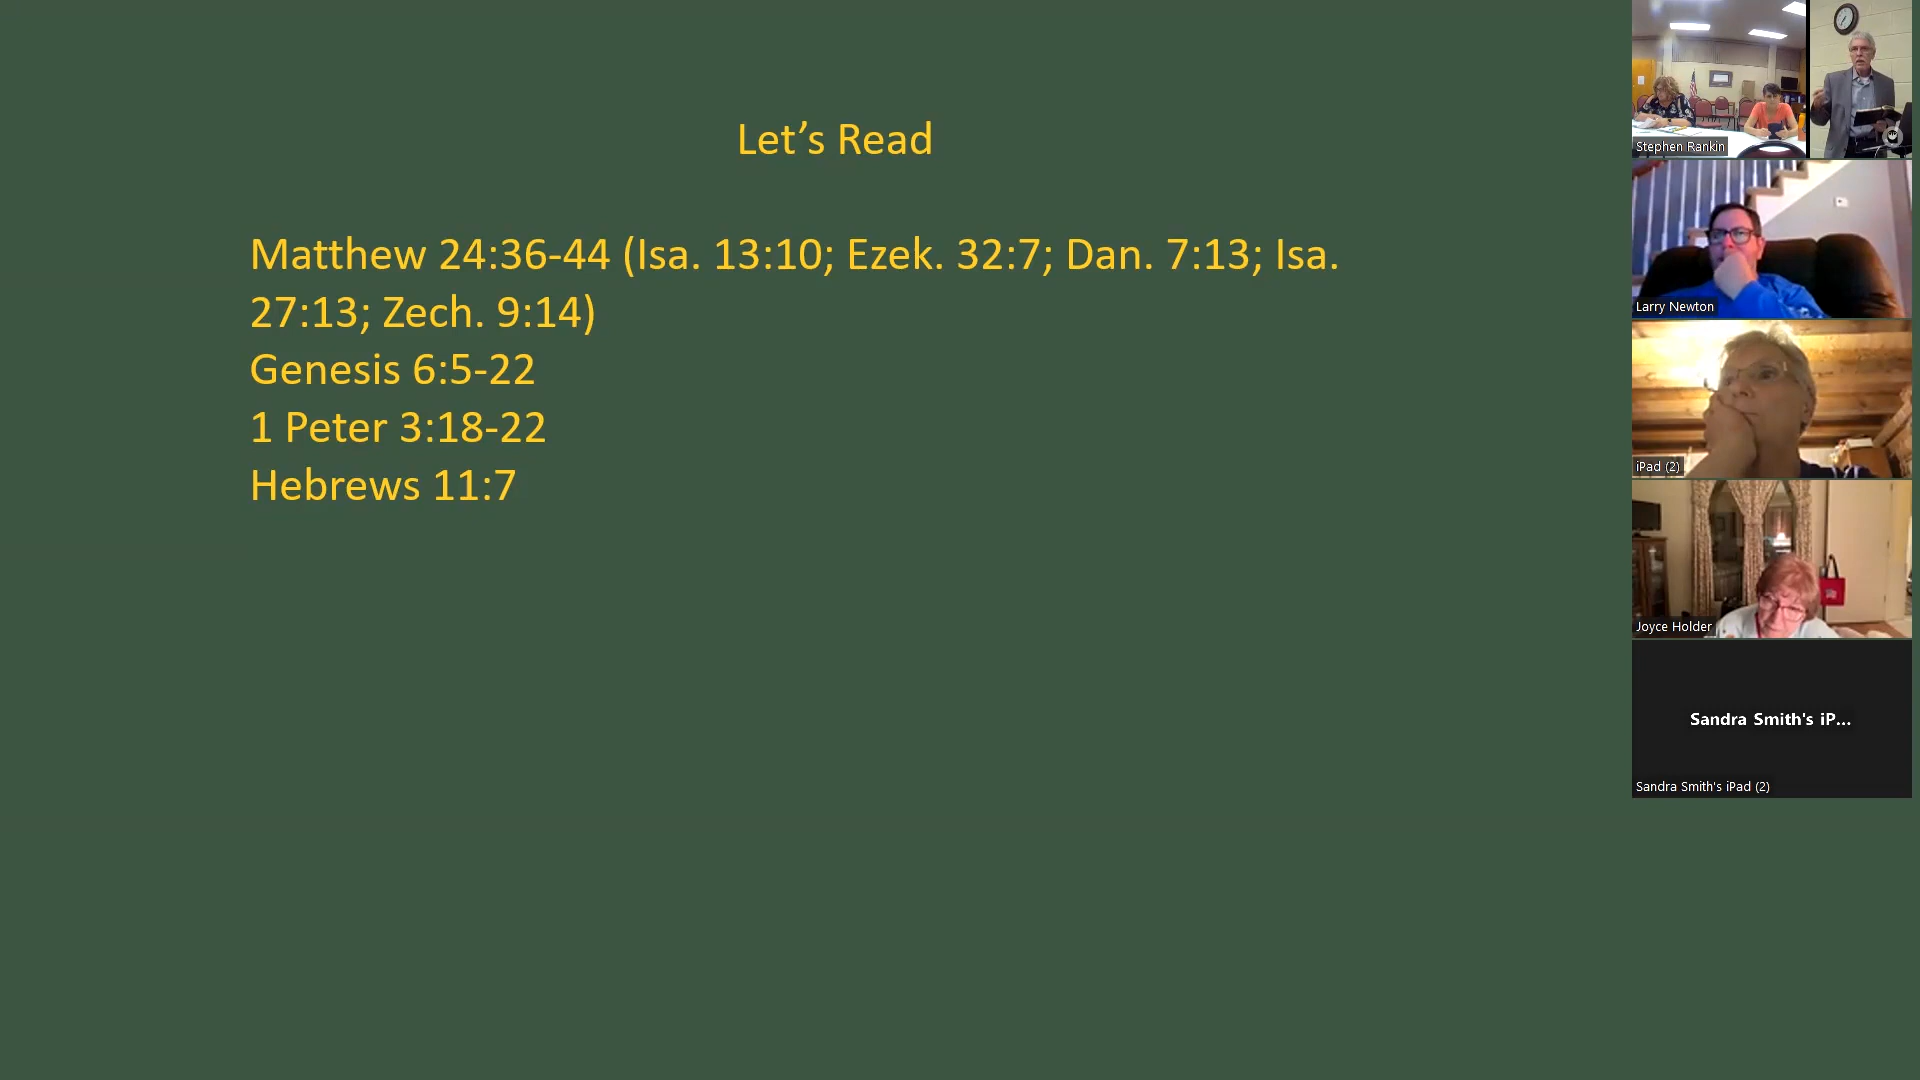 Let’s Read
Matthew 24:36-44 (Isa. 13:10; Ezek. 32:7; Dan. 7:13; Isa.
27:13; Zech. 9:14)
Genesis 6:5-22
1 Peter 3:18-22
Hebrews 11:7
Stephen Rankin
Larry Newton
iPad (2)
Joyce Holder
Sandra Smith's iP...
Sandra Smith's iPad (2)